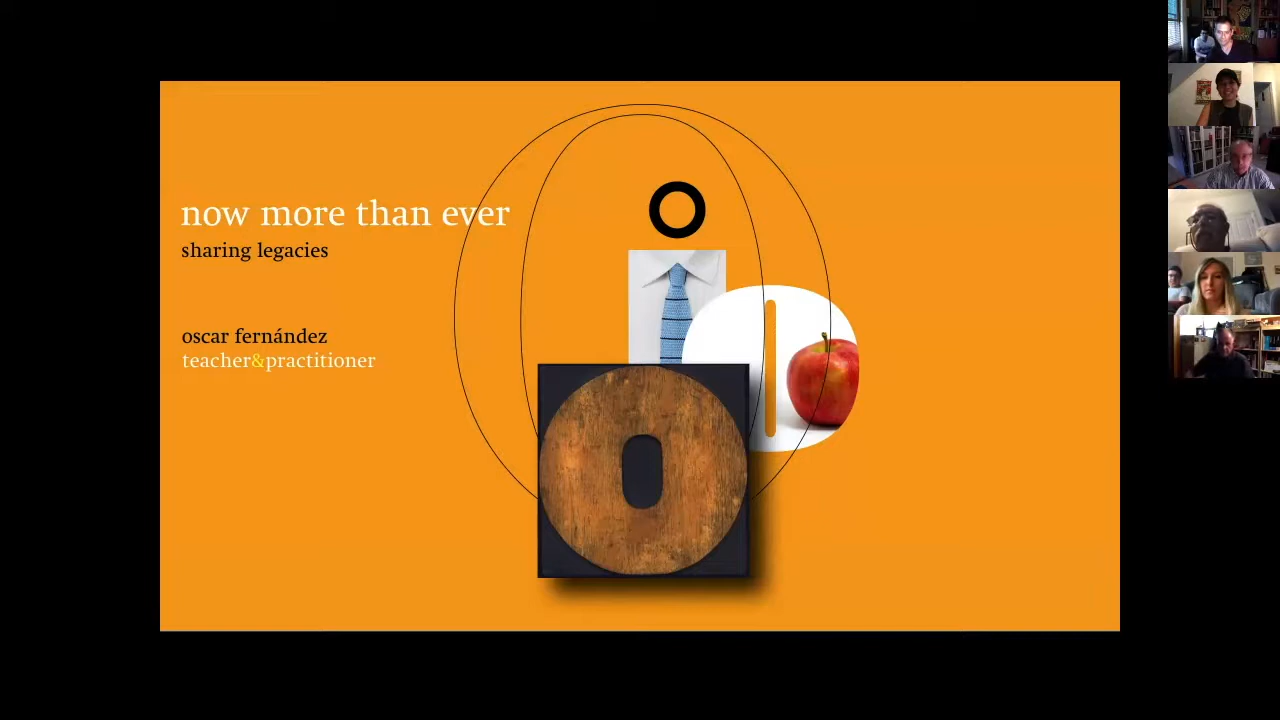 now more than ever
sharing legacies
oscar fernández
teacher&practitioner